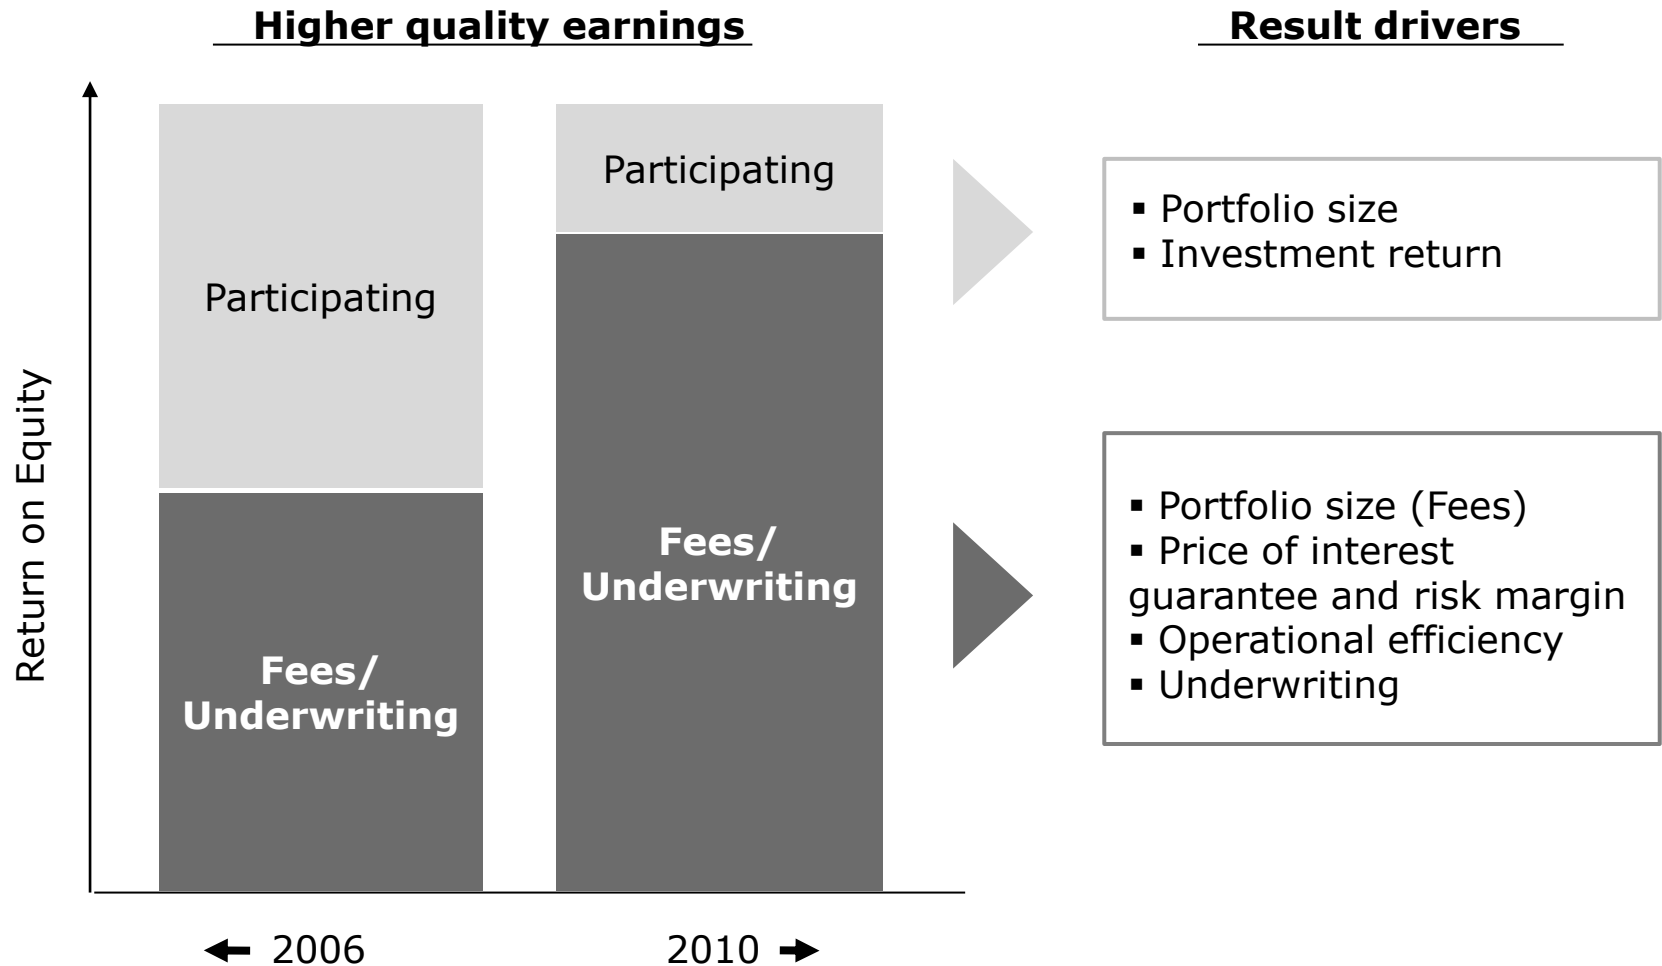 Higher quality earnings
Result drivers
Return on Equity
Participating
Fees/
Underwriting
Participating
Fees/
Underwriting
2006
2010
▪ Portfolio size
▪ Investment return
▪ Portfolio size (Fees)
▪ Price of interest
guarantee and risk margin
▪ Operational efficiency
▪ Underwriting